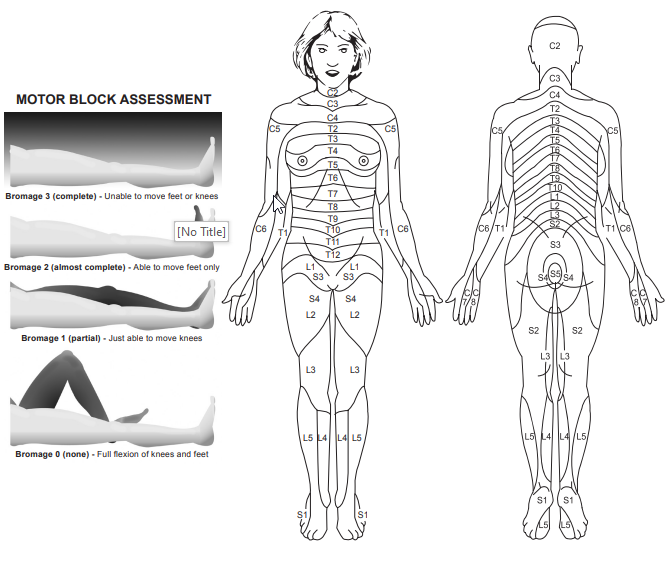 MOTOR BLOCK ASSESSMENT
Bromage 3 (complete) - Unable to move feet or knees
[No Title]
Bromage 2 (almost complete) - Able to move feet only
Bromage 1 (partial) - Just able to move knees
Bromage 0 (none) - Full flexion of knees and feet
C2
C3
C4
C5 T2 C5
T3
T4
T5
T6
T7
T8
T9
C6 T1 T10 T1 C6
T11
T12
L1 L1
S3 S3
S4 S4
L2 L2
L3 L3
L5 L4 L4 L5
S1 S1
C2
C3
C4
T2
C5 T3 C5
T4
T5
T6
T7
T8
T9
T10
L1
L2
L3
C6 T1 S2 T1 C6
S3
S4 S5 S4
C C C C
7 8 8 7
S2 S2
L3 L3
L5 L4 L4 L5
S1 S1
L5 L5